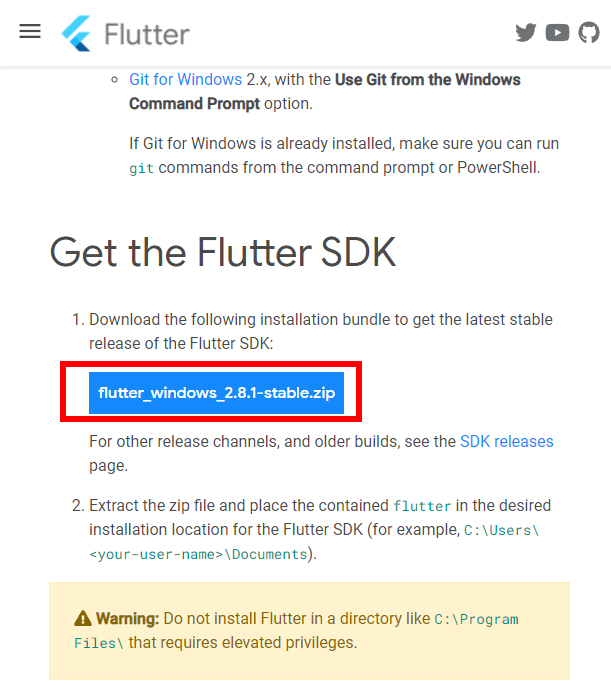 Flutter
Git for Windows 2.x, with the Use Git from the Windows
Command Prompt option.
If Git for Windows is already installed, make sure you can run
git commands from the command prompt or PowerShell.
Get the Flutter SDK
1. Download the following installation bundle to get the latest stable
release of the Flutter SDK:
flutter_windows_2.8.1-stable.zip
For other release channels, and older builds, see the SDK releases
page.
2. Extract the zip file and place the contained flutter in the desired
installation location for the Flutter SDK (for example, C:\Users\
<your-user-name>\Documents).
Warning: Do not install Flutter in a directory like C:\Program
Files\ that requires elevated privileges.